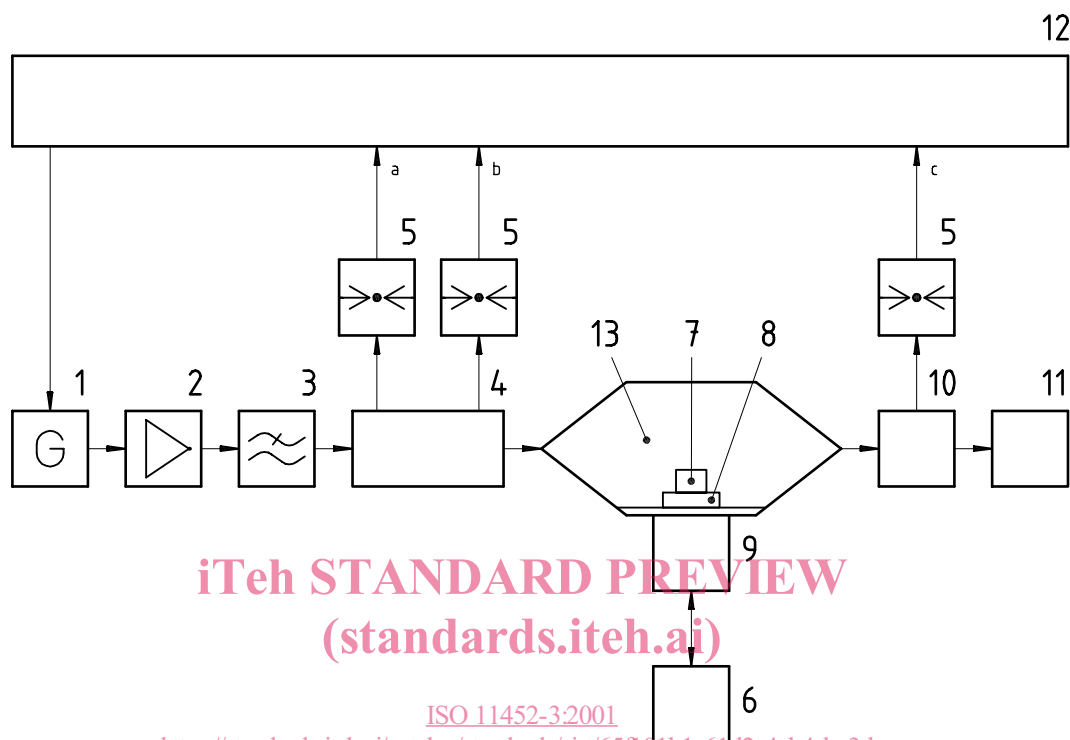 12
a b c
5 5 5
13 7 8
1 2 3 4 10 11
G
9
iTeh STANDARD PREVIEW
(standards.iteh.ai)
6
ISO 11452-3:2001